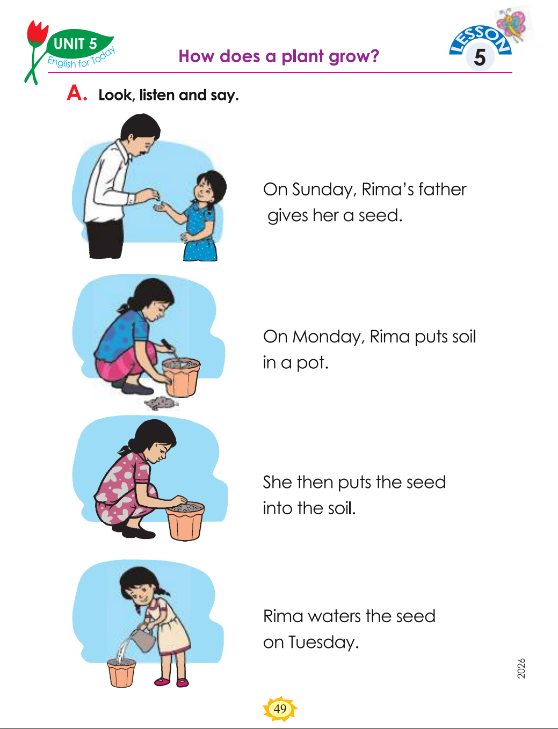 UNIT 5
English for Today
How does a plant grow?
LESSON
5
A. Look, listen and say.
On Sunday, Rima's father
gives her a seed.
On Monday, Rima puts soil
in a pot.
She then puts the seed
into the soil.
Rima waters the seed
on Tuesday.
2026
49